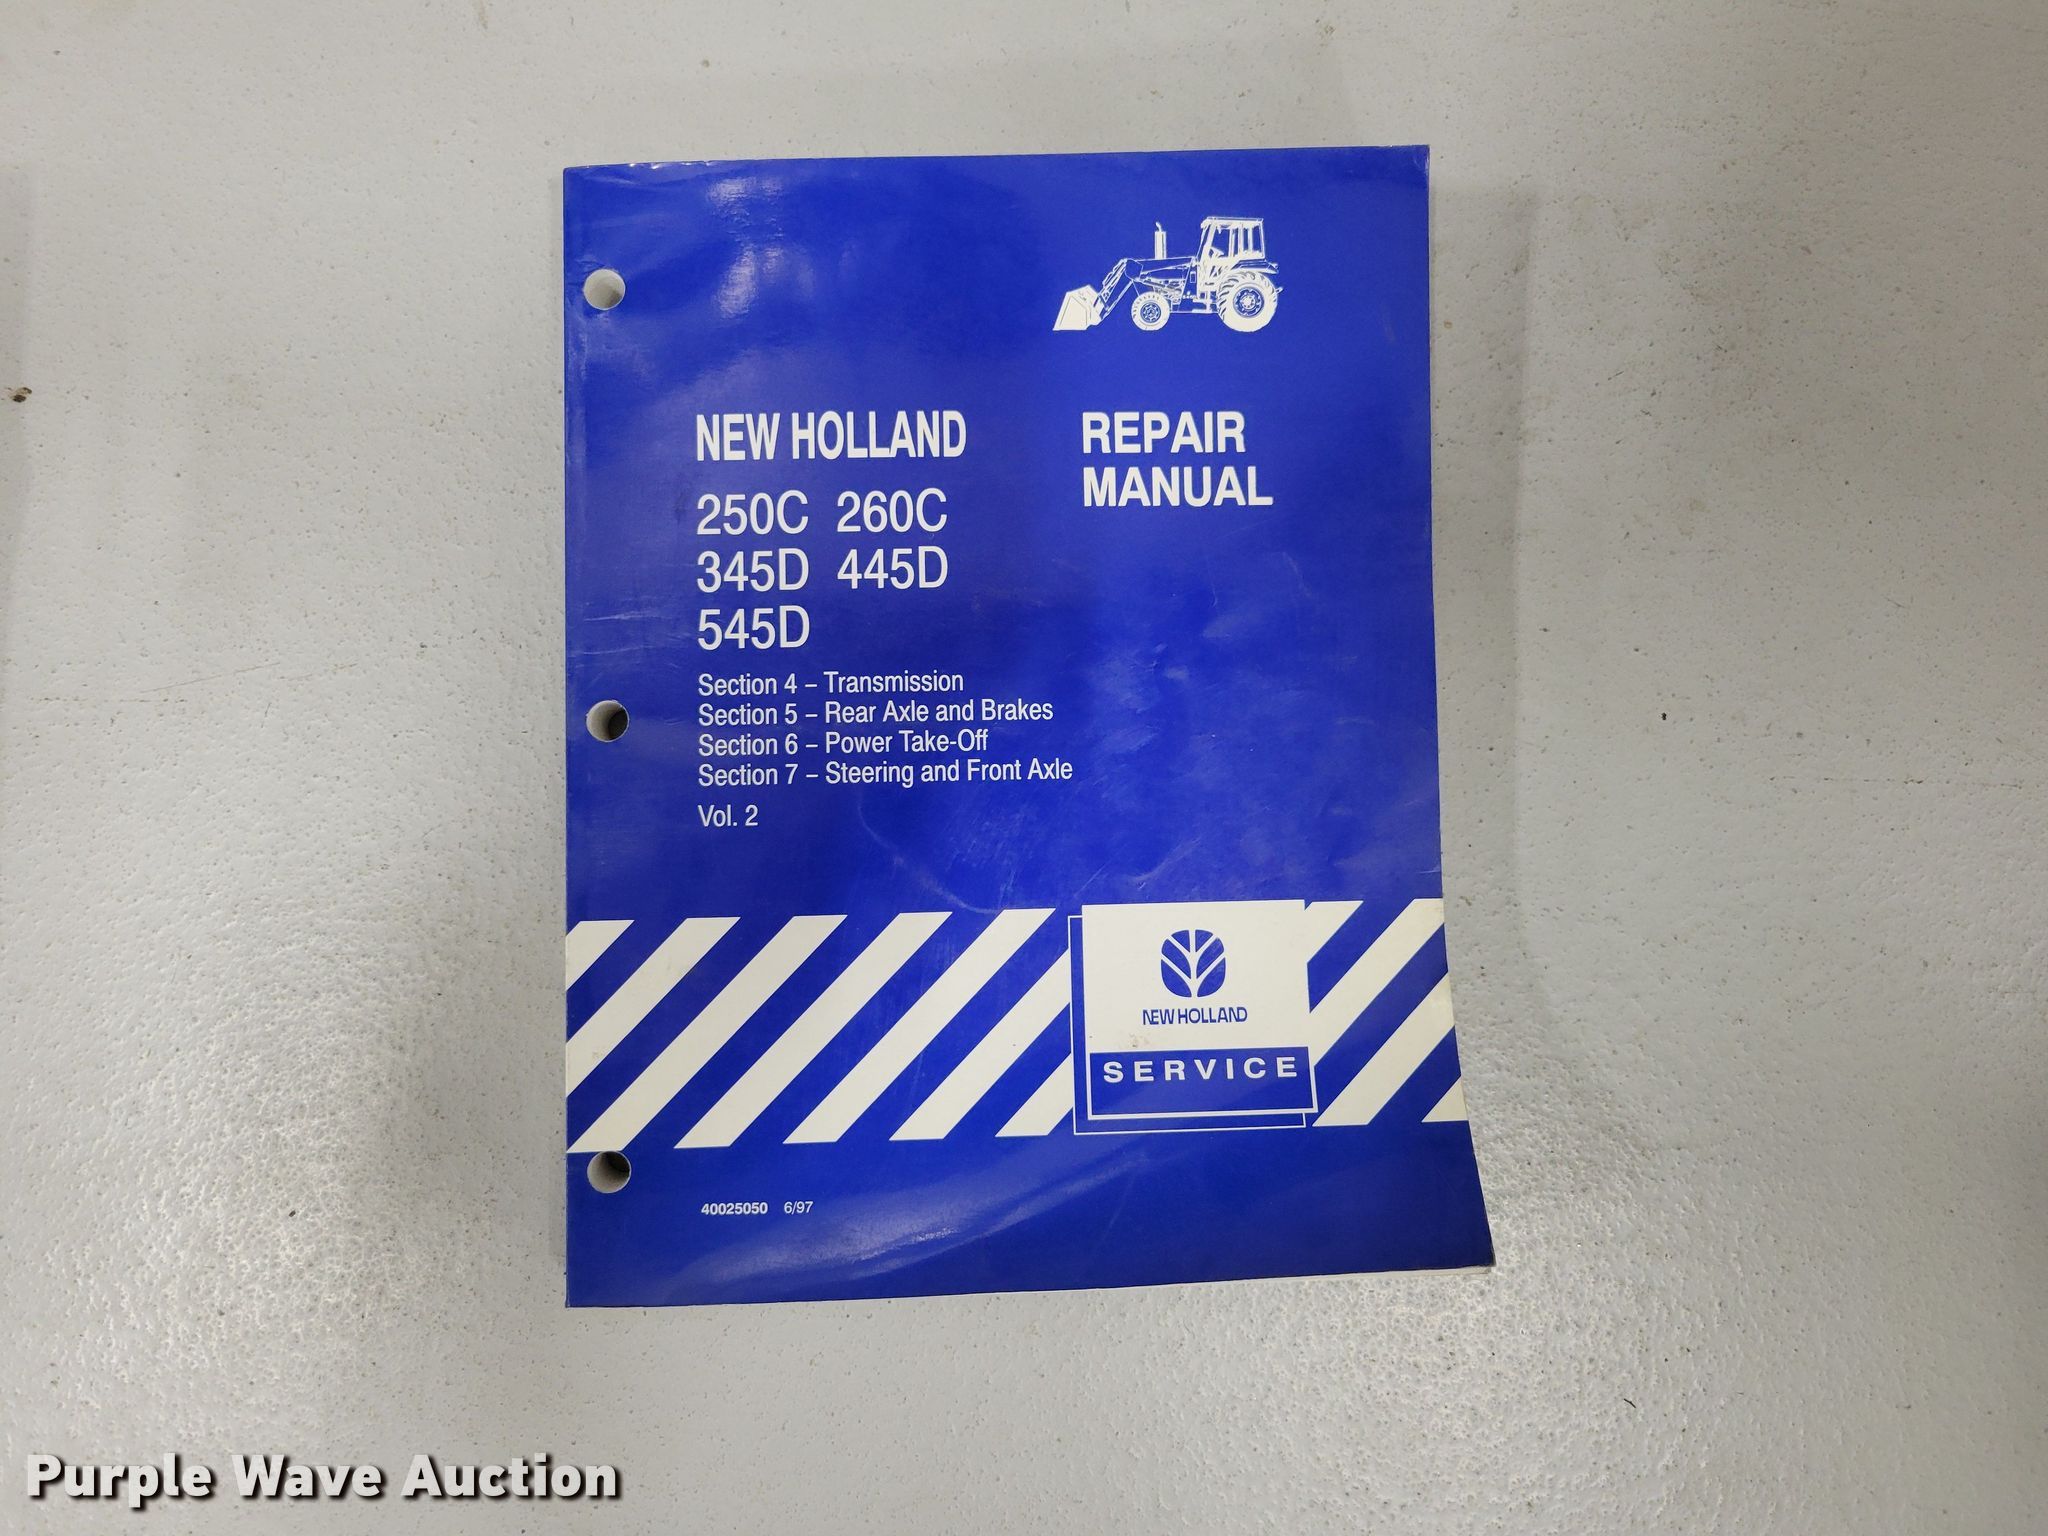 NEW HOLLAND
250C 260C
345D 445D
545D
REPAIR
MANUAL
Section 4 – Transmission
Section 5 – Rear Axle and Brakes
Section 6 – Power Take-Off
Section 7 – Steering and Front Axle
Vol. 2
NEW HOLLAND
SERVICE
40025050 6/97
Purple Wave Auction